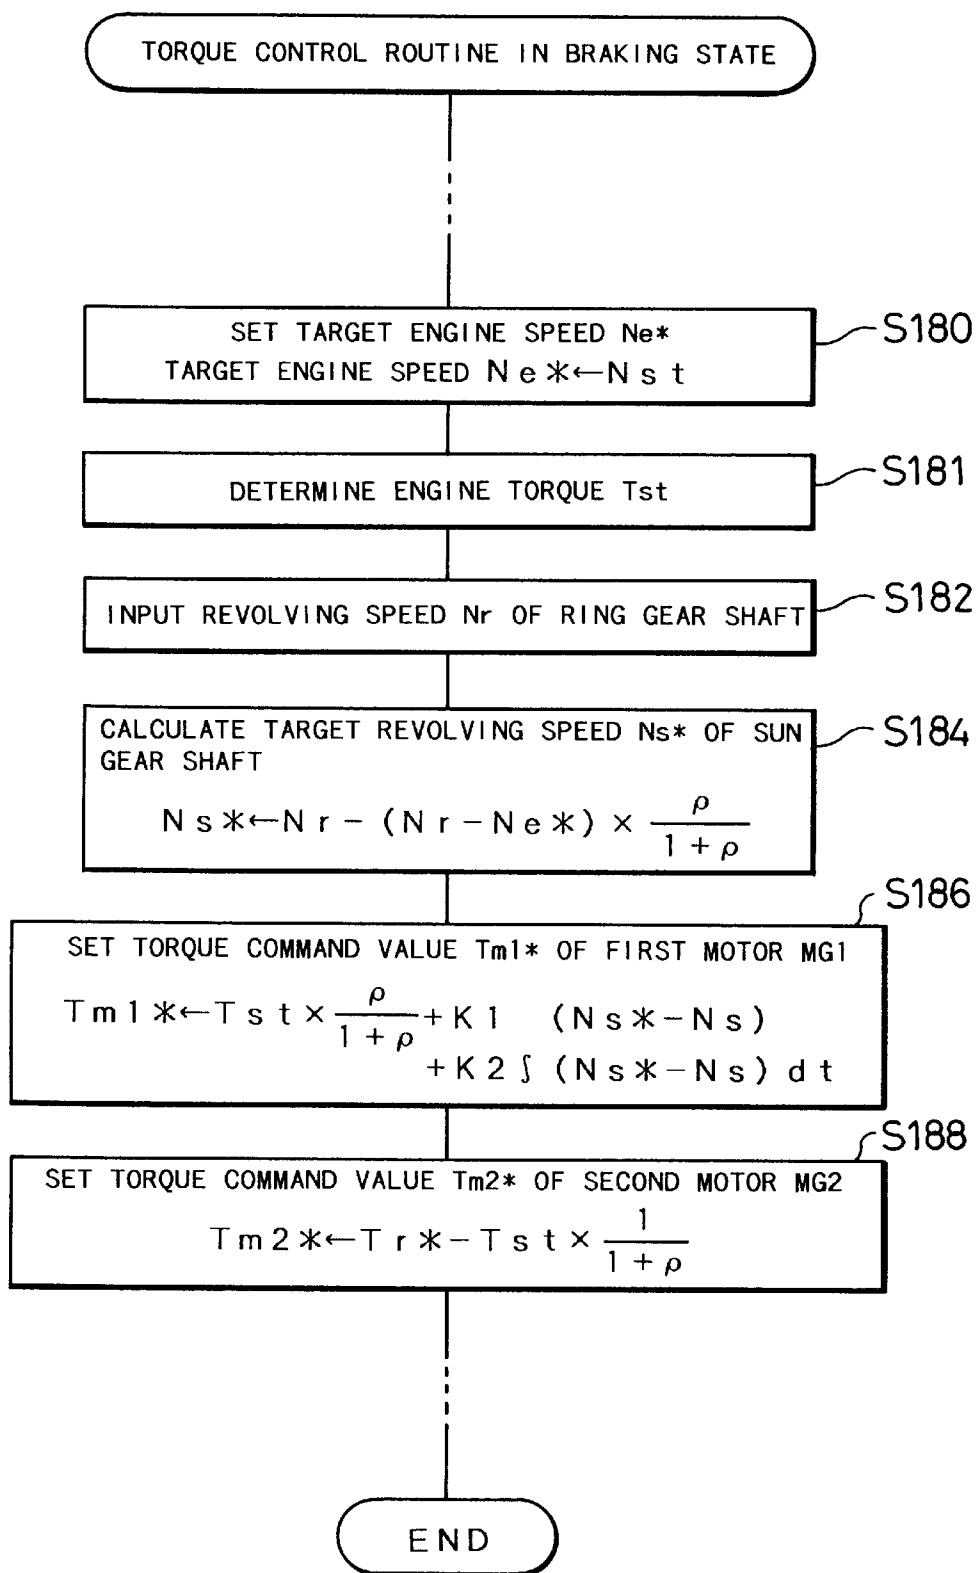 TORQUE CONTROL ROUTINE IN BRAKING STATE
SET TARGET ENGINE SPEED Ne*
TARGET ENGINE SPEED Ne*←Nst
S180
DETERMINE ENGINE TORQUE Tst
S181
INPUT REVOLVING SPEED Nr OF RING GEAR SHAFT
S182
CALCULATE TARGET REVOLVING SPEED Ns* OF SUN
GEAR SHAFT
Ns*←Nr-(Nr-Ne*)×ρ/1+ρ
S184
SET TORQUE COMMAND VALUE Tm1* OF FIRST MOTOR MG1
Tm1*←Tst×ρ/1+ρ+K1 (Ns*-Ns)
+K2∫(Ns*-Ns)dt
S186
SET TORQUE COMMAND VALUE Tm2* OF SECOND MOTOR MG2
Tm2*←Tr*-Tst×1/1+ρ
S188
END